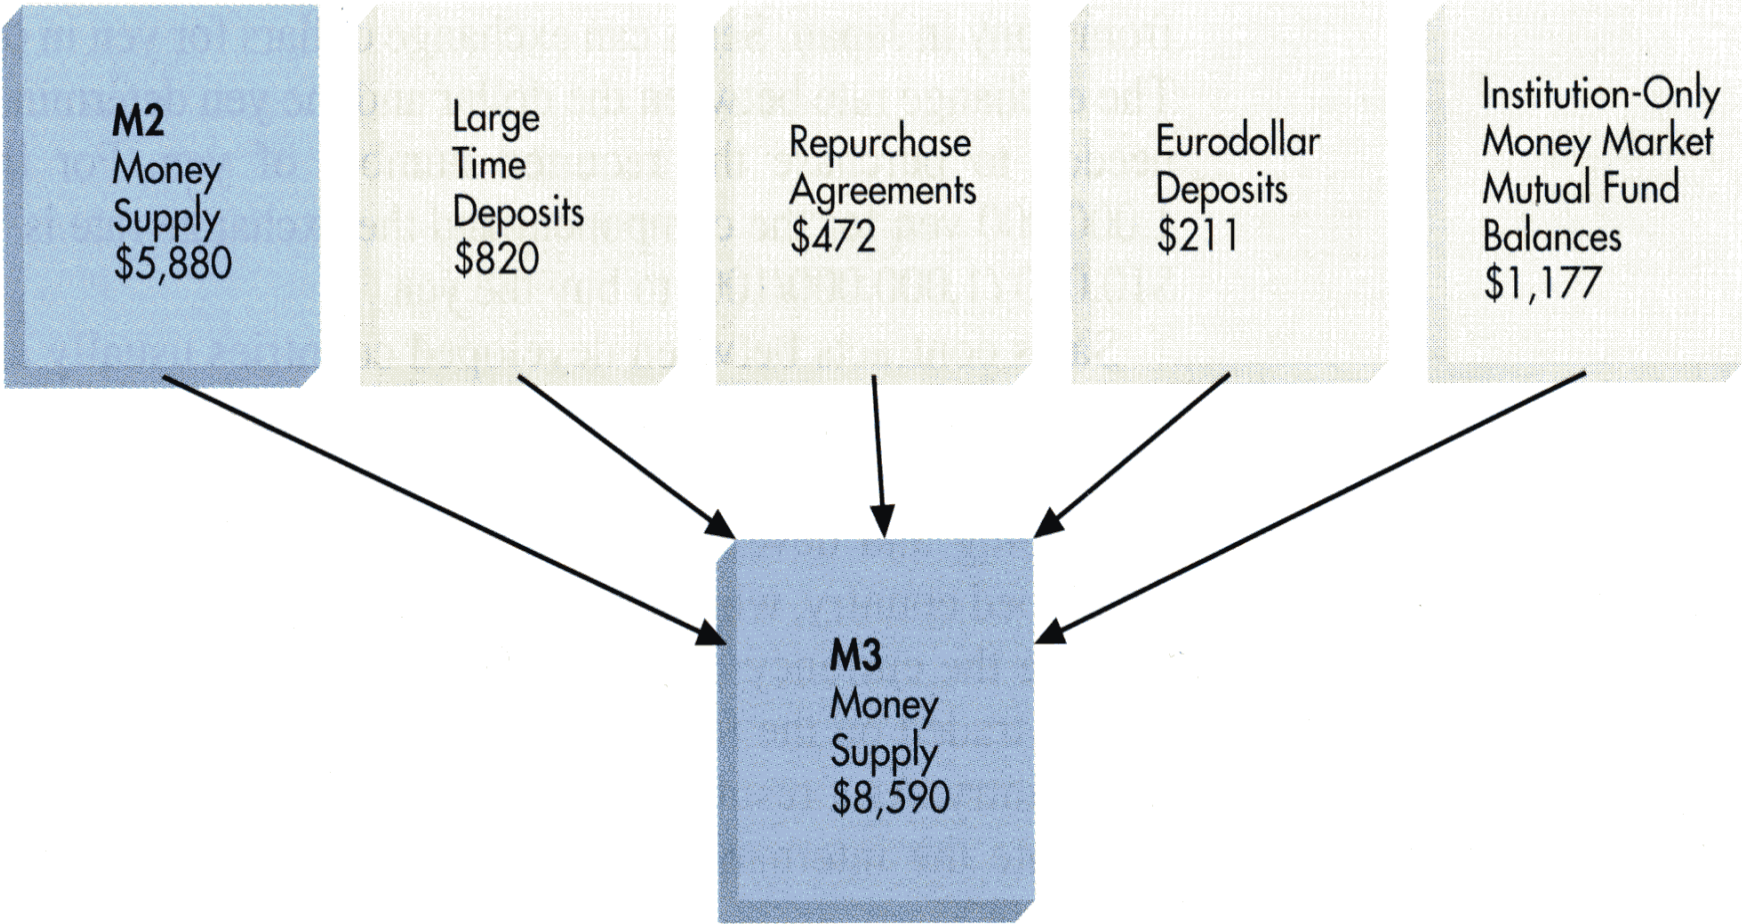 M2
Money
Supply
$5,880
Large
Time
Deposits
$820
Repurchase
Agreements
$472
Eurodollar
Deposits
$211
Institution-Only
Money Market
Mutual Fund
Balances
$1,177
M3
Money
Supply
$8,590